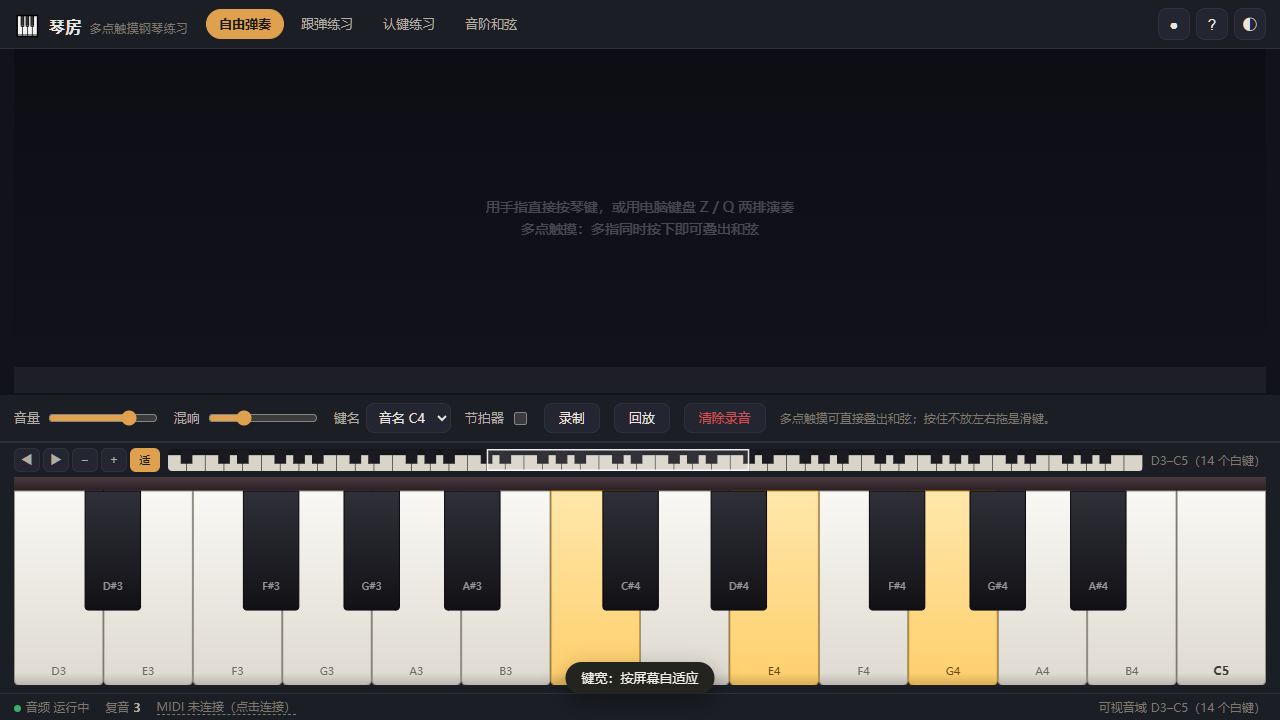 琴房 多点触摸钢琴练习 自由弹奏 跟弹练习 认键练习 音阶和弦 ?
用手指直接按琴键，或用电脑键盘 Z / Q 两排演奏
多点触摸：多指同时按下即可叠出和弦
音量 混响 键名 音名 C4 节拍器 录制 回放 清除录音 多点触摸可直接叠出和弦；按住不放左右拖是滑键。
◀ ▶ − + 适 D3–C5（14 个白键）
D#3 F#3 G#3 A#3 C#4 D#4 F#4 G#4 A#4
D3 E3 F3 G3 A3 B3 E4 F4 G4 A4 B4 C5
键宽：按屏幕自适应
音频 运行中 复音 3 MIDI 未连接（点击连接） 可视音域 D3–C5（14 个白键）